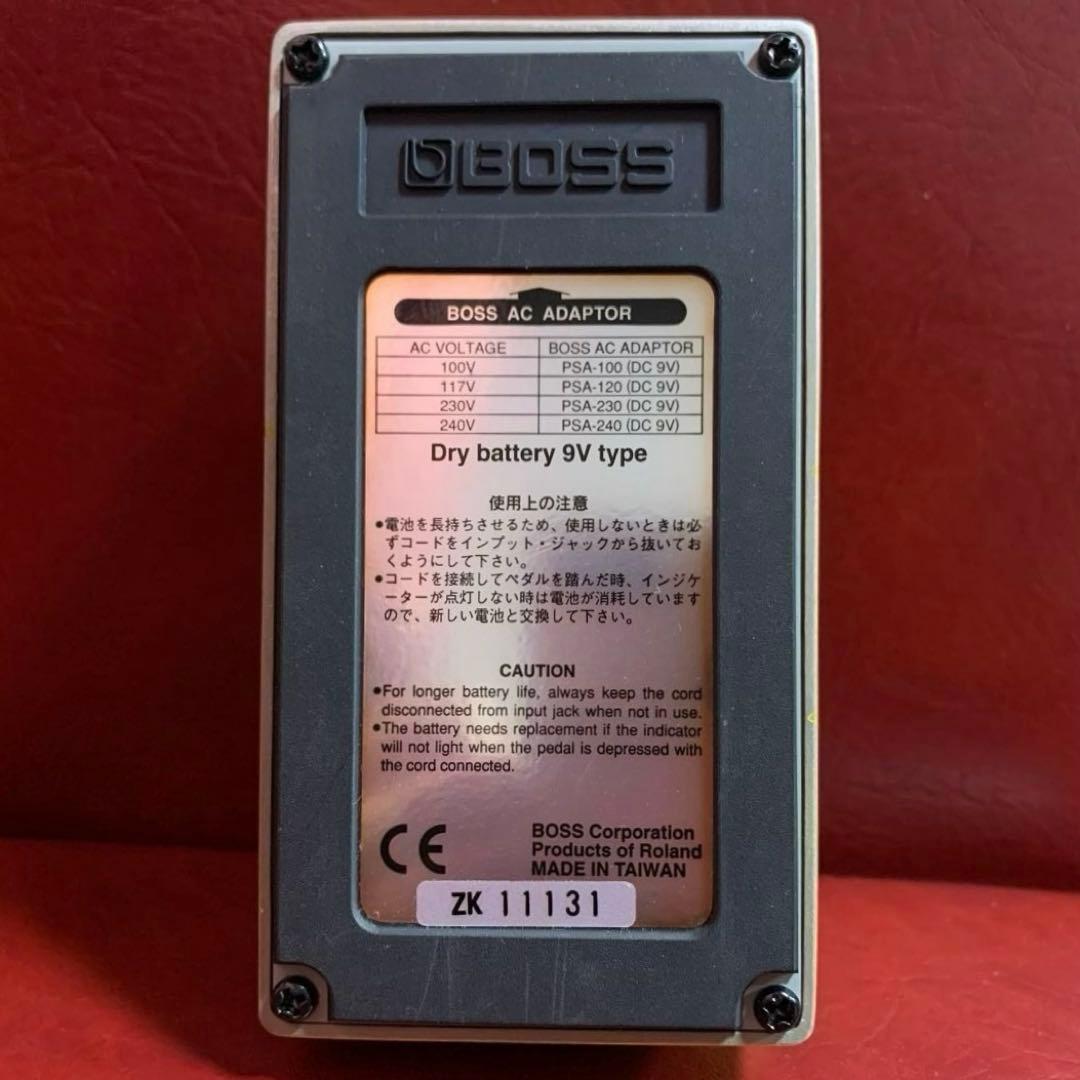 BOSS
BOSS AC ADAPTOR
AC VOLTAGE BOSS AC ADAPTOR
100V PSA-100 (DC 9V)
117V PSA-120 (DC 9V)
230V PSA-230 (DC 9V)
240V PSA-240 (DC 9V)
Dry battery 9V type
使用上の注意
●電池を長持ちさせるため、使用しないときは必
ずコードをインプット・ジャックから抜いてお
くようにして下さい。
●コードを接続してペダルを踏んだ時、インジケ
ーターが点灯しない時は電池が消耗しています
ので、新しい電池と交換して下さい。
CAUTION
●For longer battery life, always keep the cord
disconnected from input jack when not in use.
●The battery needs replacement if the indicator
will not light when the pedal is depressed with
the cord connected.
CE
BOSS Corporation
Products of Roland
MADE IN TAIWAN
ZK 11131